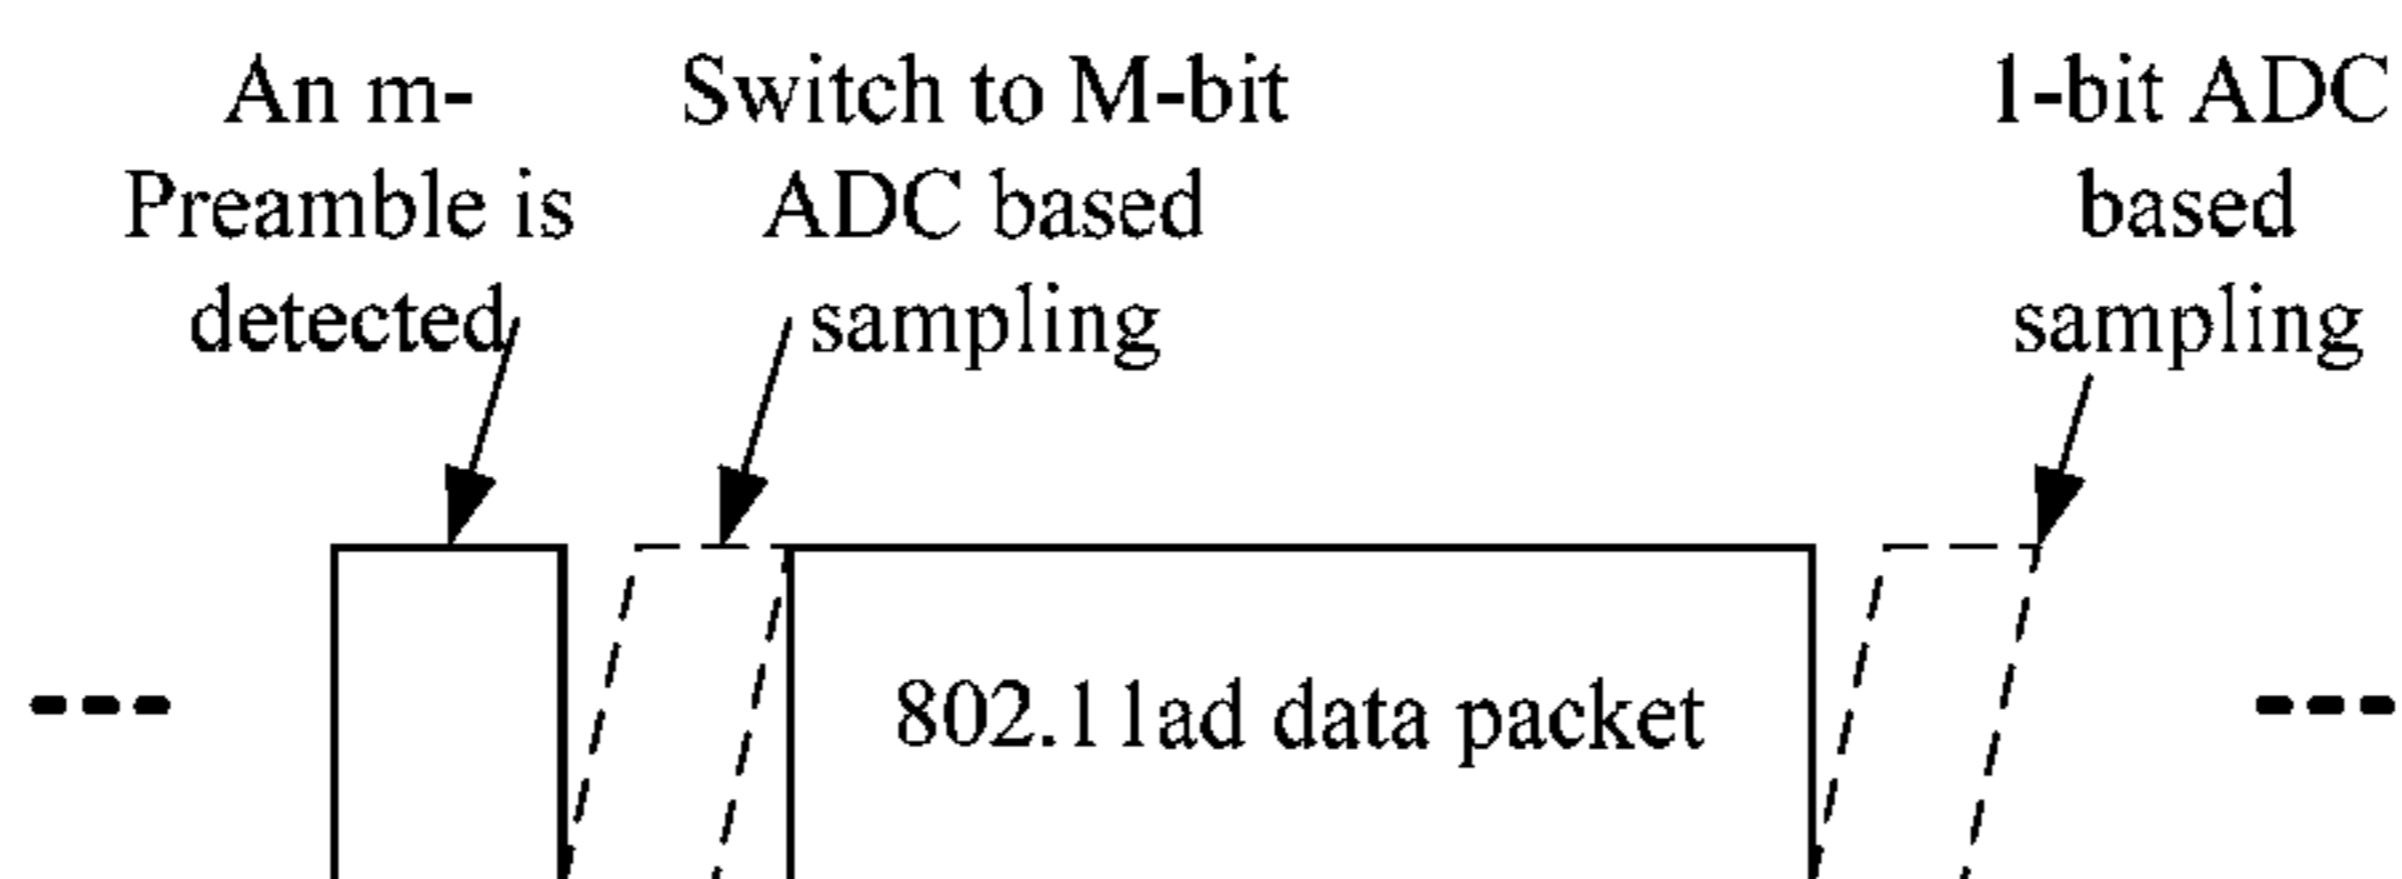 An m-
Preamble is
detected
Switch to M-bit
ADC based
sampling
1-bit ADC
based
sampling
802.11ad data packet